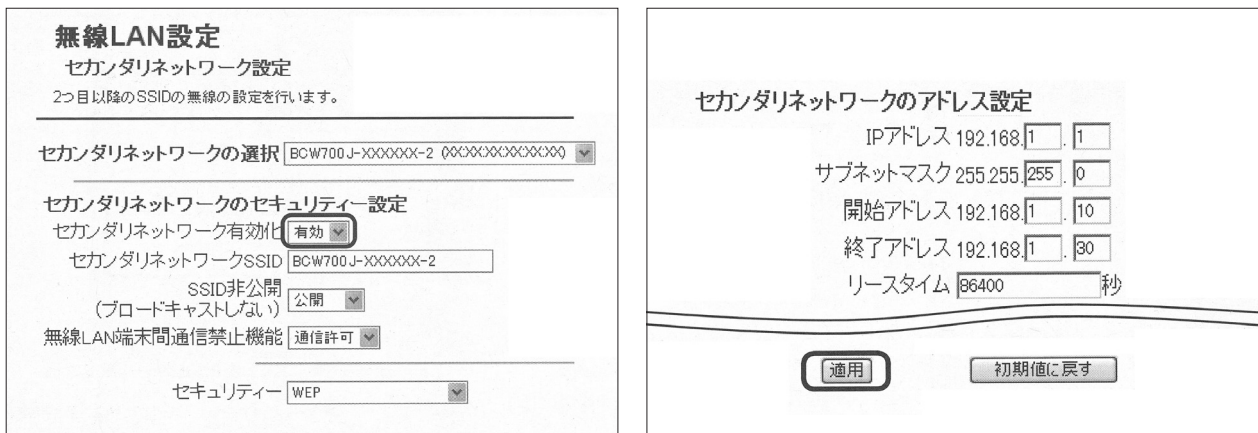 無線LAN設定
セカンダリネットワーク設定
2つ目以降のSSIDの無線の設定を行います。
セカンダリネットワークの選択 BCW700J-XXXXXX-2 (XX:XX:XX:XX:XX:XX)
セカンダリネットワークのセキュリティー設定
セカンダリネットワーク有効化 有効
セカンダリネットワークSSID BCW700J-XXXXXX-2
SSID非公開
(ブロードキャストしない) 公開
無線LAN端末間通信禁止機能 通信許可
セキュリティー WEP
セカンダリネットワークのアドレス設定
IPアドレス 192.168.1.1
サブネットマスク 255.255.255.0
開始アドレス 192.168.1.10
終了アドレス 192.168.1.30
リースタイム 86400 秒
適用 初期値に戻す